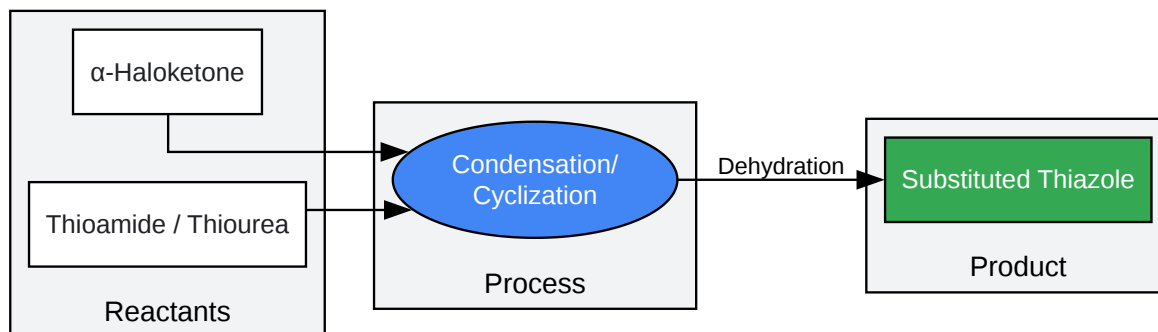 α-Haloketone
Thioamide / Thiourea
Reactants
Condensation/
Cyclization
Process
Dehydration
Substituted Thiazole
Product